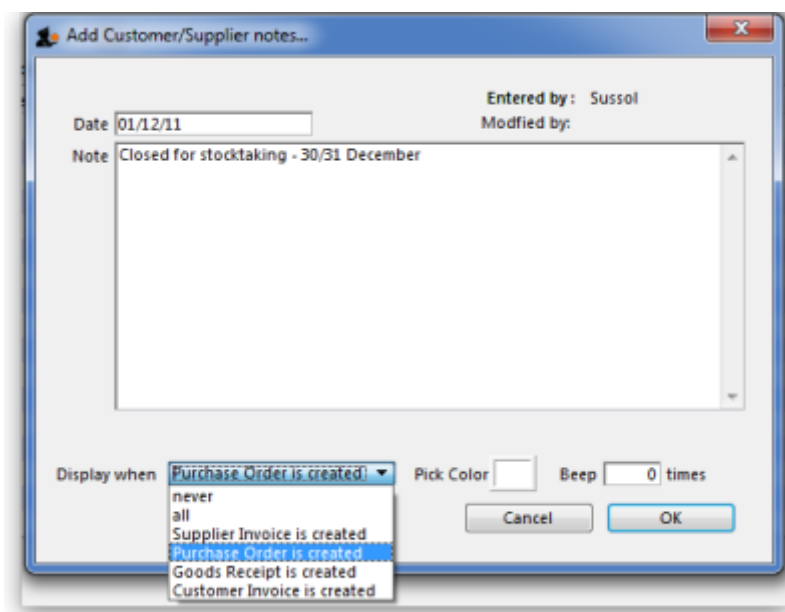 Add Customer/Supplier notes...
x
Entered by: Sussol
Date 01/12/11
Modfied by:
Note Closed for stocktaking - 30/31 December
Display when Purchase Order is created Pick Color Beep 0 times
never
all
Supplier Invoice is created
Cancel OK
Purchase Order is created
Goods Receipt is created
Customer Invoice is created